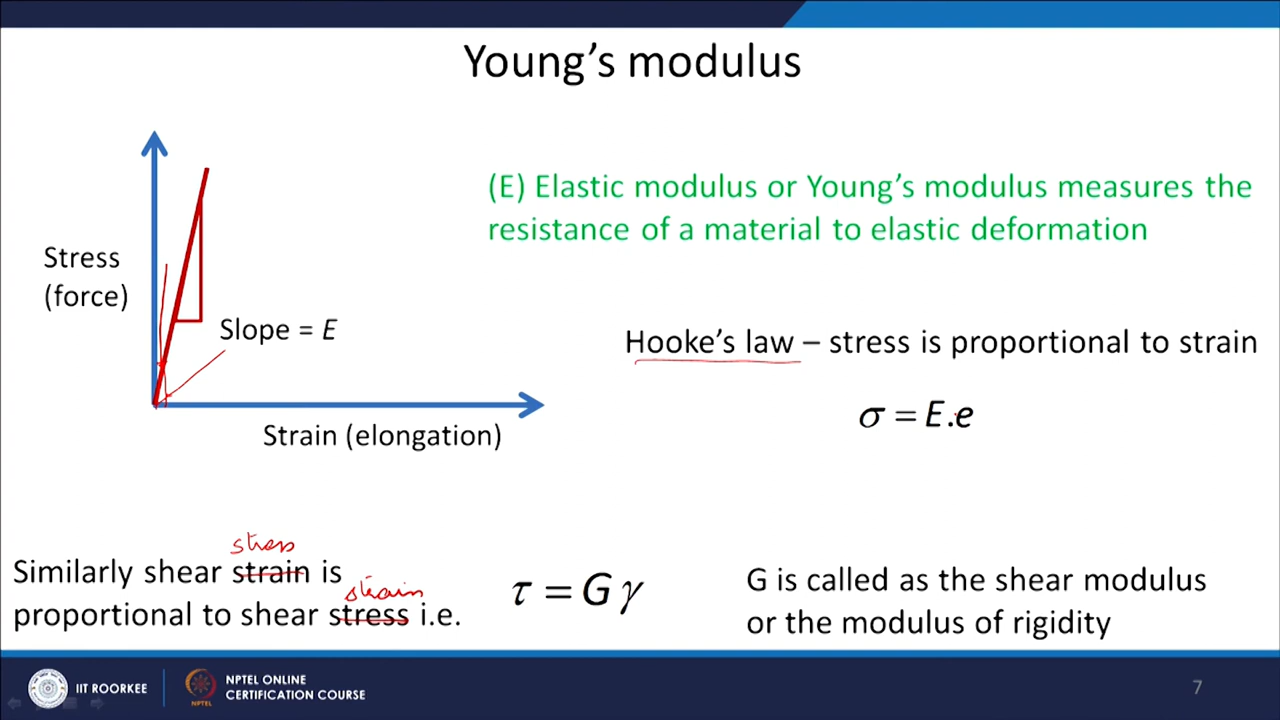 Young's modulus
(E) Elastic modulus or Young's modulus measures the
resistance of a material to elastic deformation
Stress
(force)
Slope = E
Strain (elongation)
Hooke's law – stress is proportional to strain
σ = E.e
stress
Similarly shear strain is
strain
proportional to shear stress i.e.
τ = G γ
G is called as the shear modulus
or the modulus of rigidity
IIT ROORKEE
NPTEL ONLINE
CERTIFICATION COURSE
7